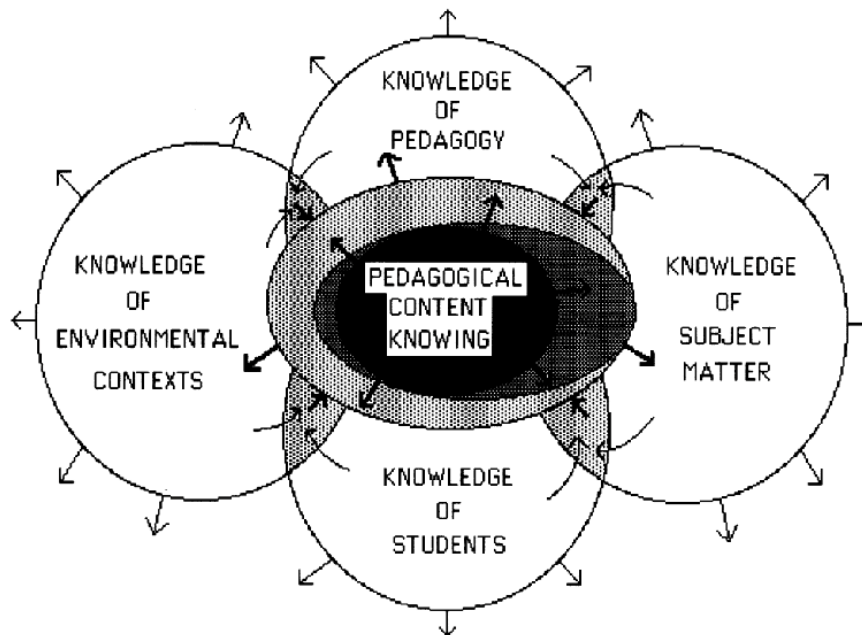 KNOWLEDGE
OF
PEDAGOGY
KNOWLEDGE
OF
ENVIRONMENTAL
CONTEXTS
PEDAGOGICAL
CONTENT
KNOWING
KNOWLEDGE
OF
SUBJECT
MATTER
KNOWLEDGE
OF
STUDENTS